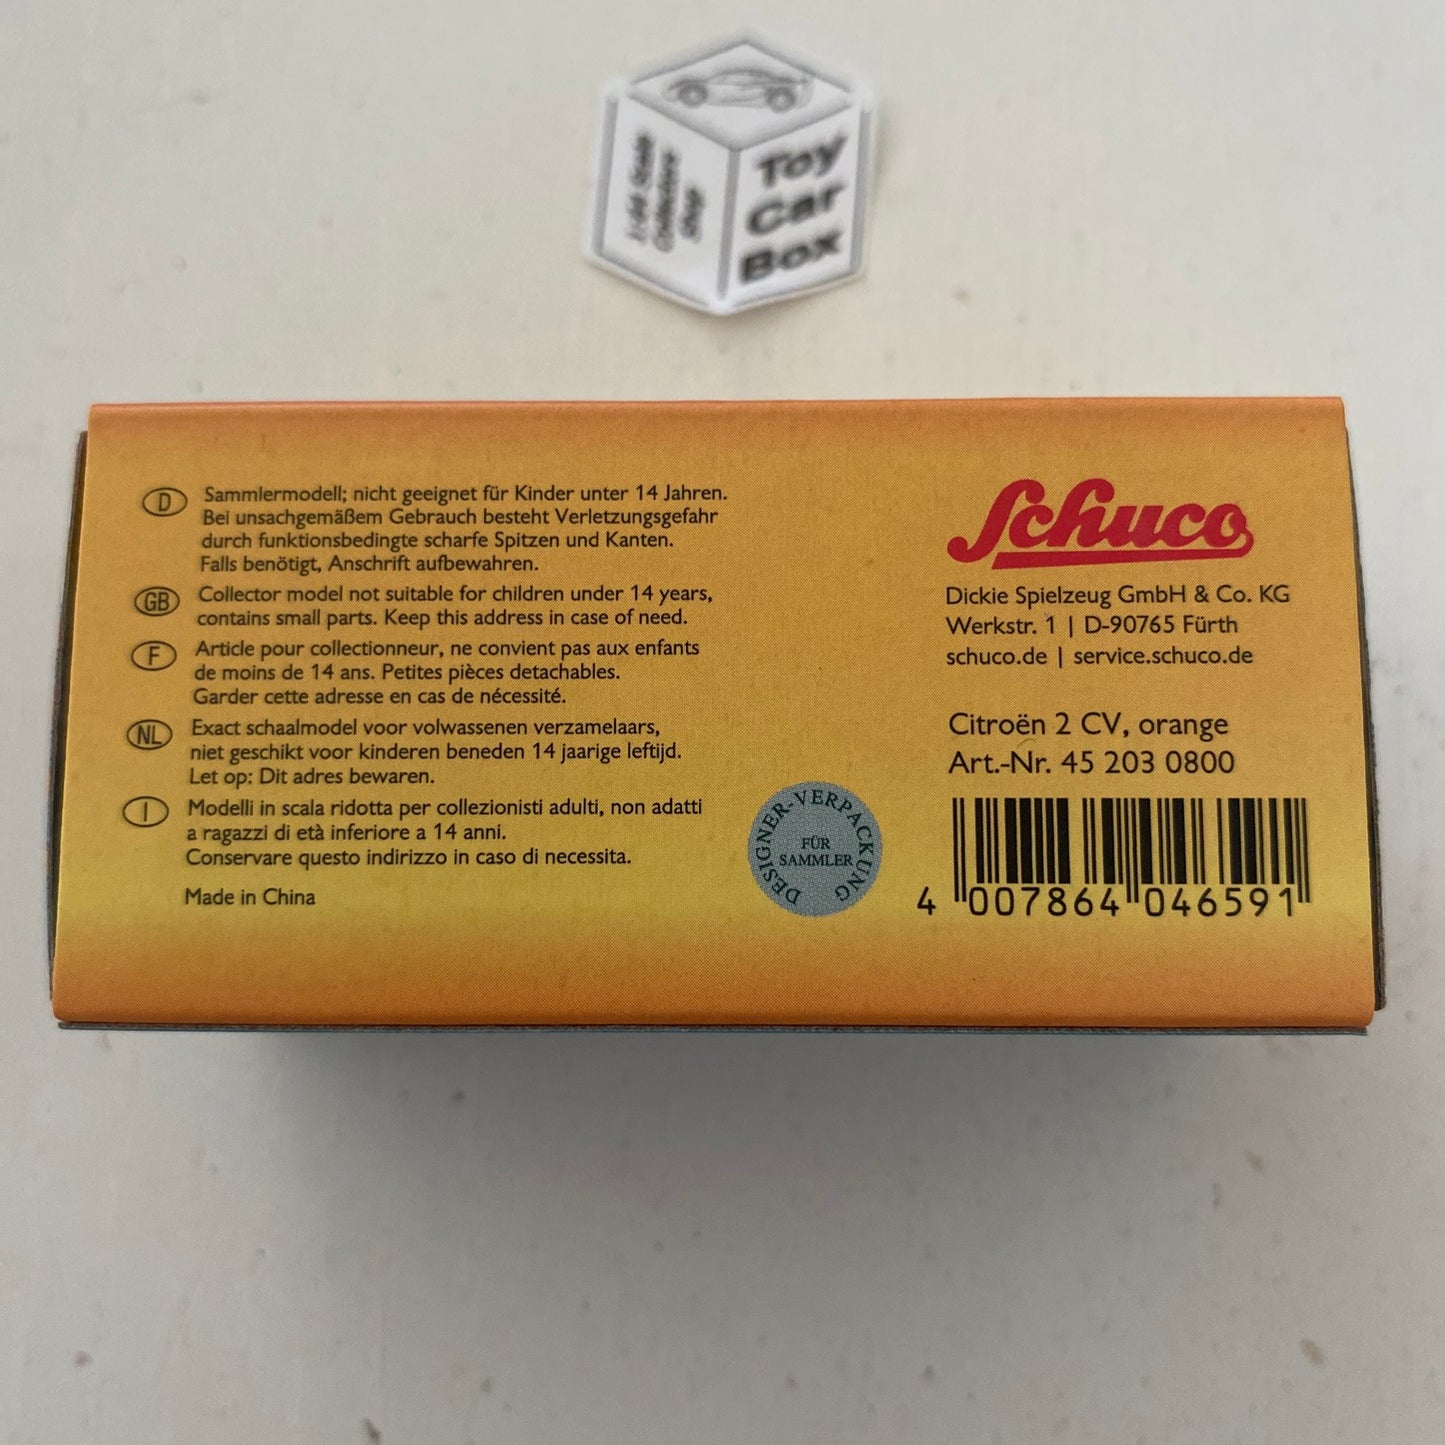 1:64 Scale
Collectors
Shop
Toy
Car
Box
D
Sammlermodell; nicht geeignet für Kinder unter 14 Jahren.
Bei unsachgemäßem Gebrauch besteht Verletzungsgefahr
durch funktionsbedingte scharfe Spitzen und Kanten.
Falls benötigt, Anschrift aufbewahren.
GB
Collector model not suitable for children under 14 years,
contains small parts. Keep this address in case of need.
F
Article pour collectionneur, ne convient pas aux enfants
de moins de 14 ans. Petites pièces detachables.
Garder cette adresse en cas de nécessité.
NL
Exact schaalmodel voor volwassenen verzamelaars,
niet geschikt voor kinderen beneden 14 jaarige leftijd.
Let op: Dit adres bewaren.
I
Modelli in scala ridotta per collezionisti adulti, non adatti
a ragazzi di età inferiore a 14 anni.
Conservare questo indirizzo in caso di necessita.
Made in China
DESIGNER-VERPACKUNG
FÜR
SAMMLER
Schuco
Dickie Spielzeug GmbH & Co. KG
Werkstr. 1 | D-90765 Fürth
schuco.de | service.schuco.de
Citroën 2 CV, orange
Art.-Nr. 45 203 0800
4 007864 046591